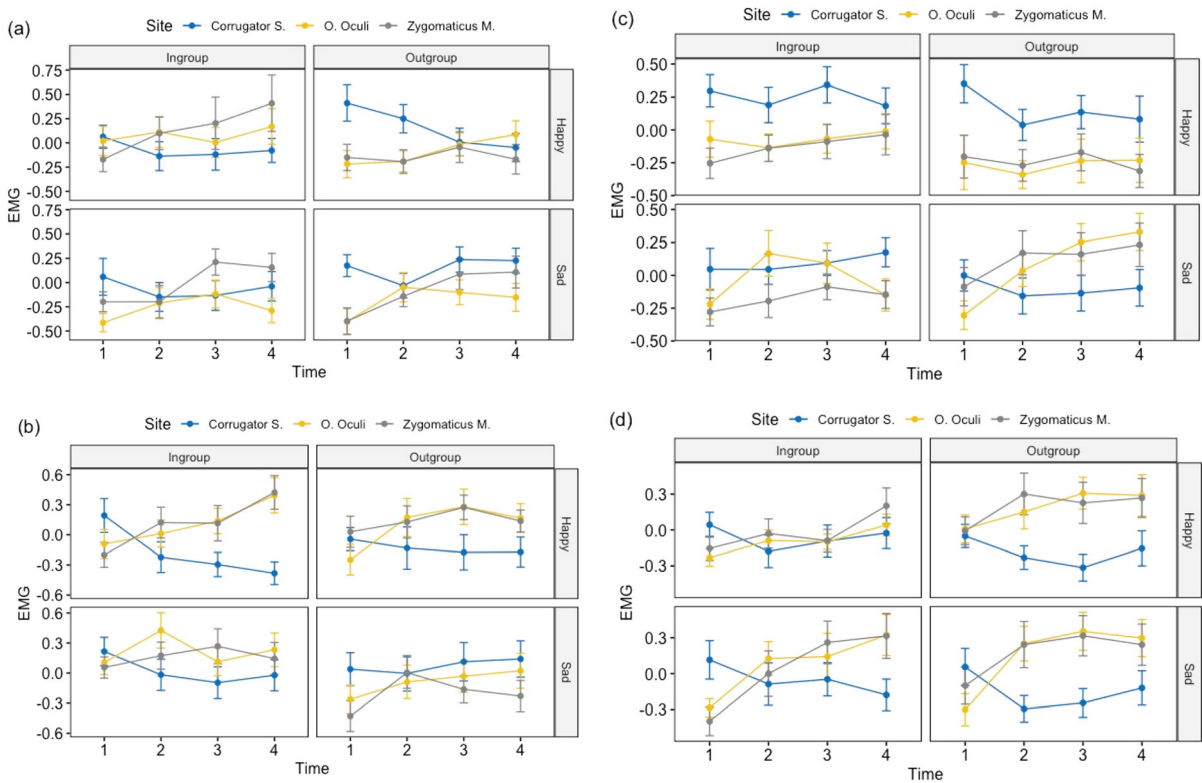 (a)
Site Corrugator S. O. Oculi Zygomaticus M.
Ingroup Outgroup
0.75
0.50
0.25
0.00
-0.25
-0.50
Happy
0.75
0.50
0.25
0.00
-0.25
-0.50
Sad
EMG
1 2 3 4 1 2 3 4
Time
(c)
Site Corrugator S. O. Oculi Zygomaticus M.
Ingroup Outgroup
0.50
0.25
0.00
-0.25
-0.50
Happy
0.50
0.25
0.00
-0.25
-0.50
Sad
EMG
1 2 3 4 1 2 3 4
Time
(b)
Site Corrugator S. O. Oculi Zygomaticus M.
Ingroup Outgroup
0.6
0.3
0.0
-0.3
-0.6
Happy
0.6
0.3
0.0
-0.3
-0.6
Sad
EMG
1 2 3 4 1 2 3 4
Time
(d)
Site Corrugator S. O. Oculi Zygomaticus M.
Ingroup Outgroup
0.3
0.0
-0.3
Happy
0.3
0.0
-0.3
Sad
EMG
1 2 3 4 1 2 3 4
Time